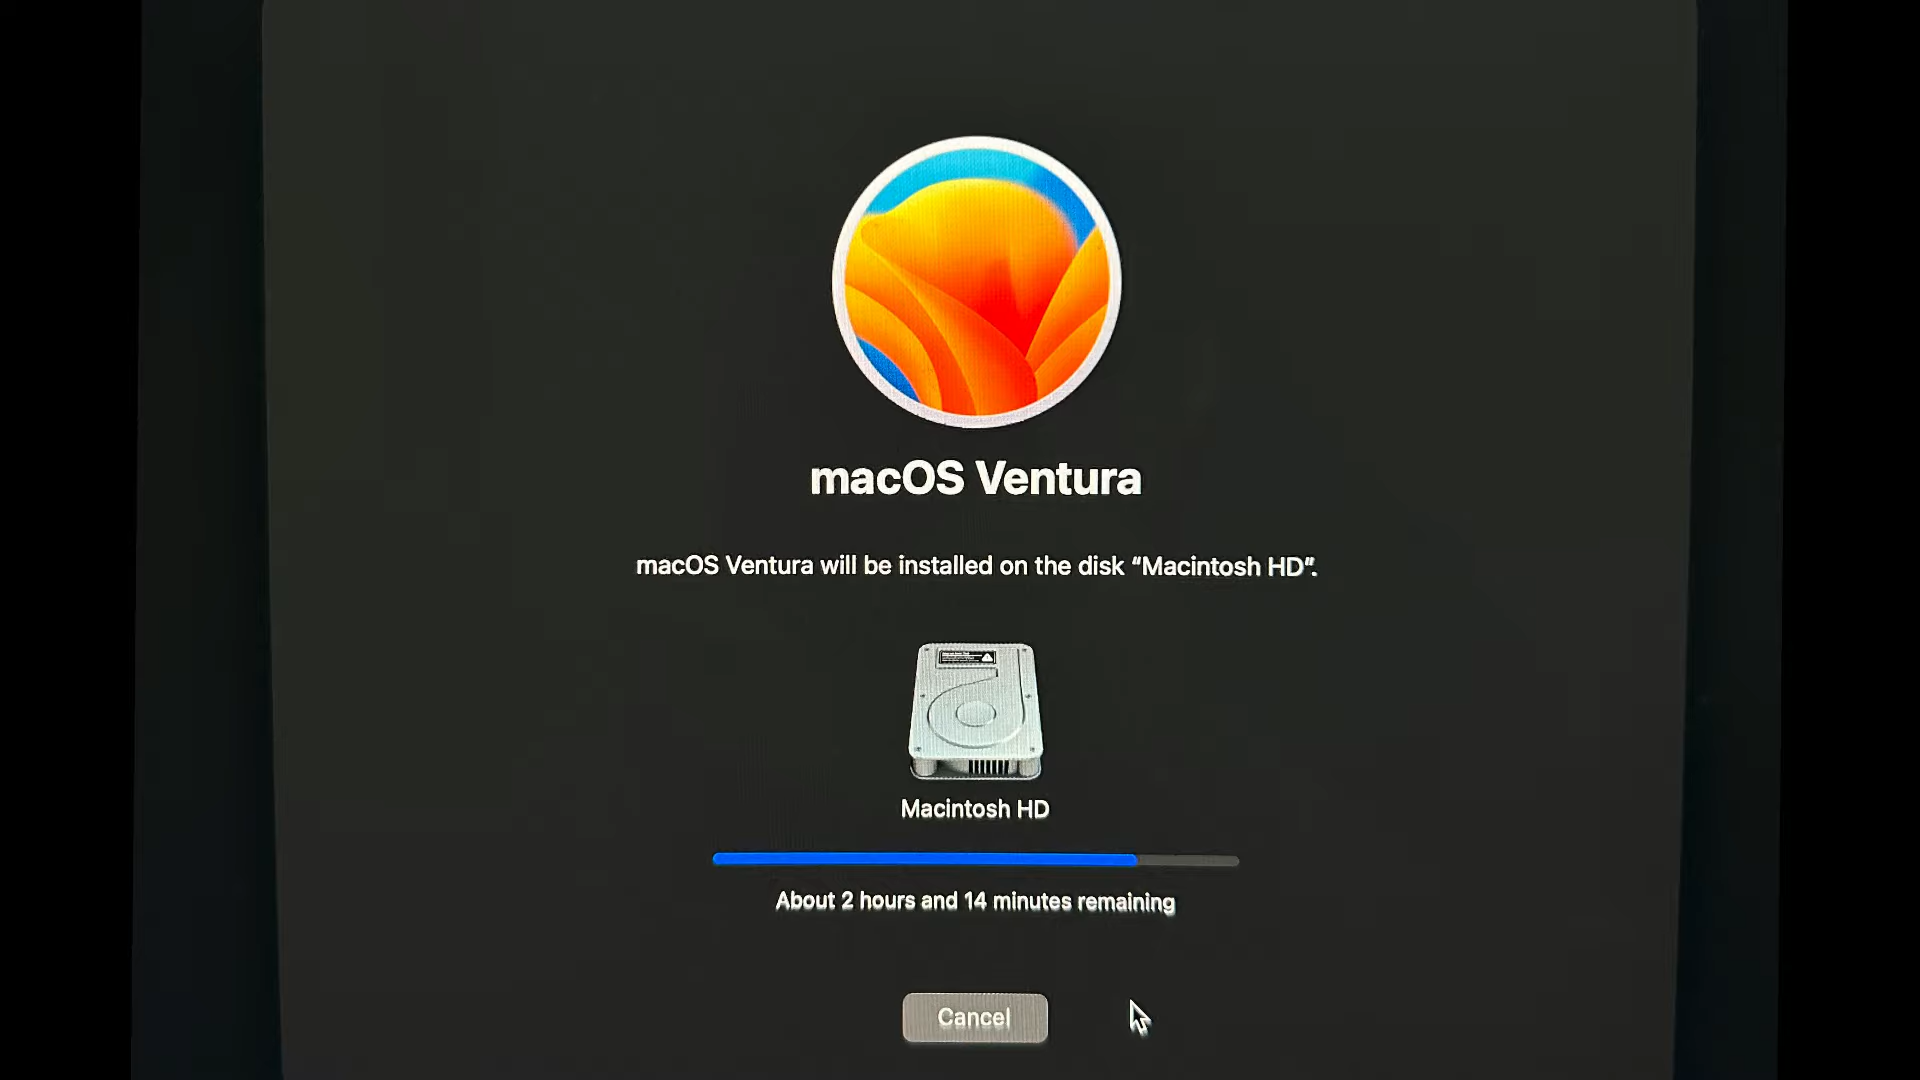 macOS Ventura
macOS Ventura will be installed on the disk “Macintosh HD”.
Macintosh HD
About 2 hours and 14 minutes remaining
Cancel